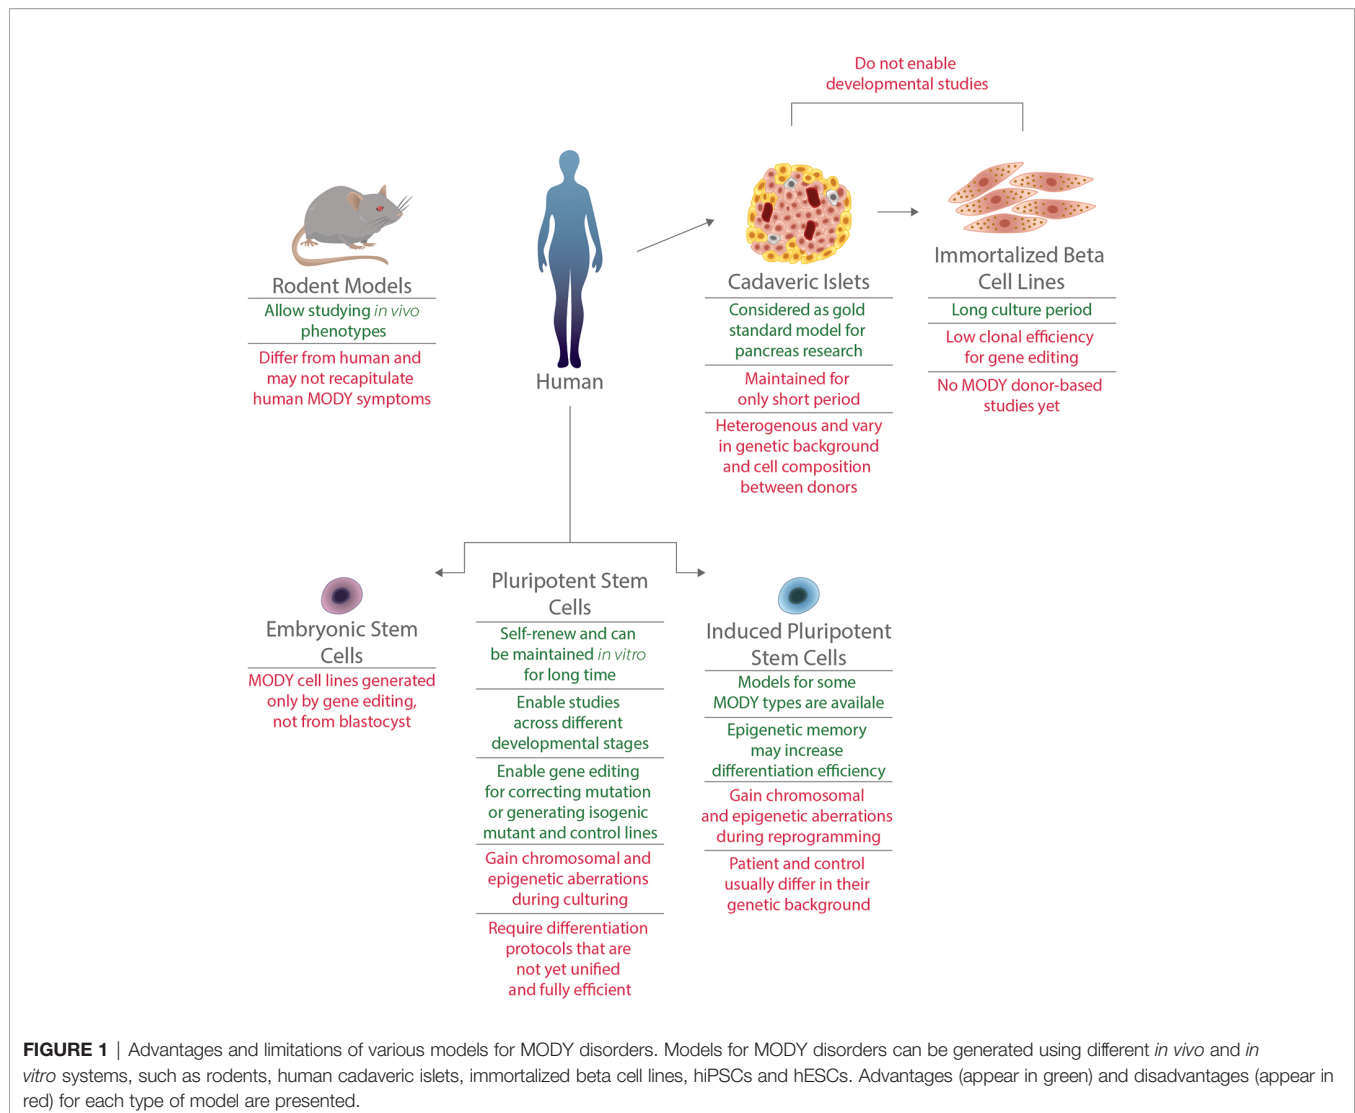 Do not enable
developmental studies
Rodent Models
Allow studying in vivo
phenotypes
Differ from human and
may not recapitulate
human MODY symptoms
Human
Cadaveric Islets
Considered as gold
standard model for
pancreas research
Maintained for
only short period
Heterogenous and vary
in genetic background
and cell composition
between donors
Immortalized Beta
Cell Lines
Long culture period
Low clonal efficiency
for gene editing
No MODY donor-based
studies yet
Embryonic Stem
Cells
MODY cell lines generated
only by gene editing,
not from blastocyst
Pluripotent Stem
Cells
Self-renew and can
be maintained in vitro
for long time
Enable studies
across different
developmental stages
Enable gene editing
for correcting mutation
or generating isogenic
mutant and control lines
Gain chromosomal and
epigenetic aberrations
during culturing
Require differentiation
protocols that are
not yet unified
and fully efficient
Induced Pluripotent
Stem Cells
Models for some
MODY types are availale
Epigenetic memory
may increase
differentiation efficiency
Gain chromosomal
and epigenetic aberrations
during reprogramming
Patient and control
usually differ in their
genetic background
FIGURE 1 | Advantages and limitations of various models for MODY disorders. Models for MODY disorders can be generated using different in vivo and in
vitro systems, such as rodents, human cadaveric islets, immortalized beta cell lines, hiPSCs and hESCs. Advantages (appear in green) and disadvantages (appear in
red) for each type of model are presented.